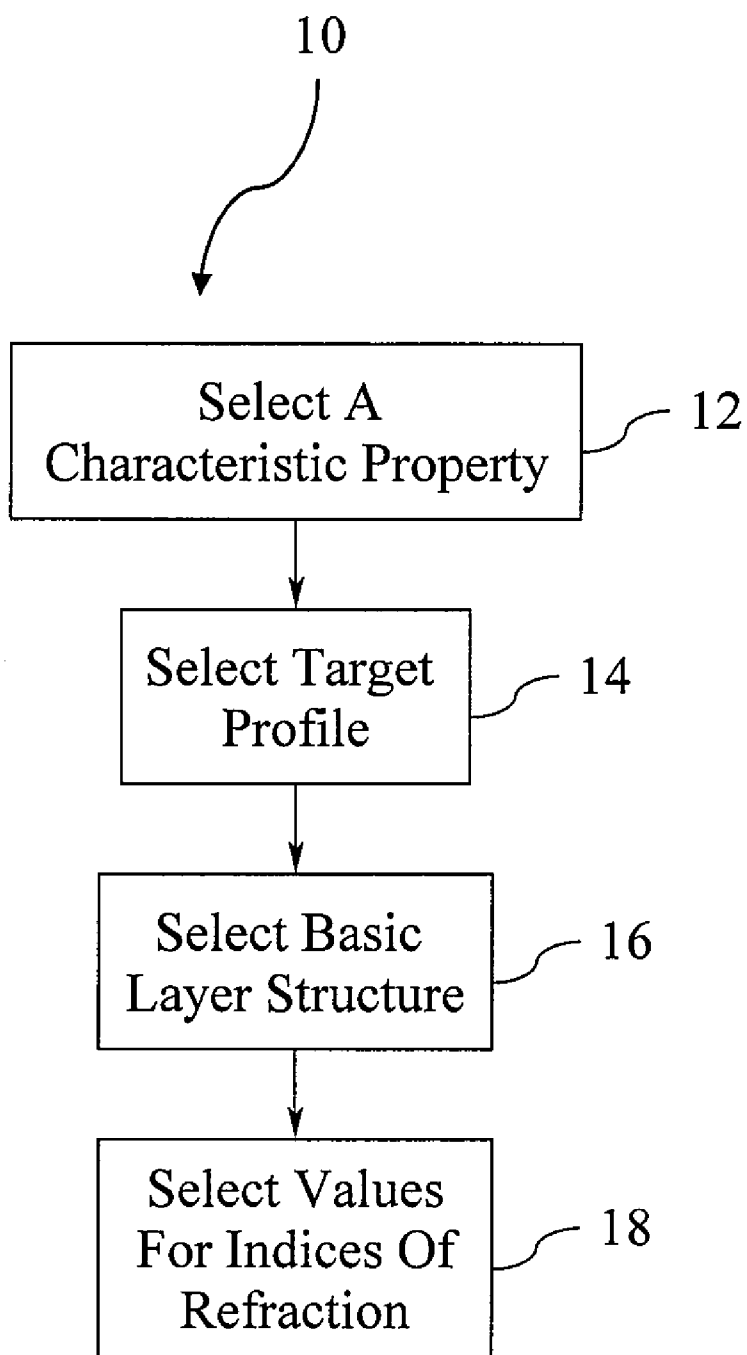 10
Select A
Characteristic Property
12
Select Target
Profile
14
Select Basic
Layer Structure
16
Select Values
For Indices Of
Refraction
18